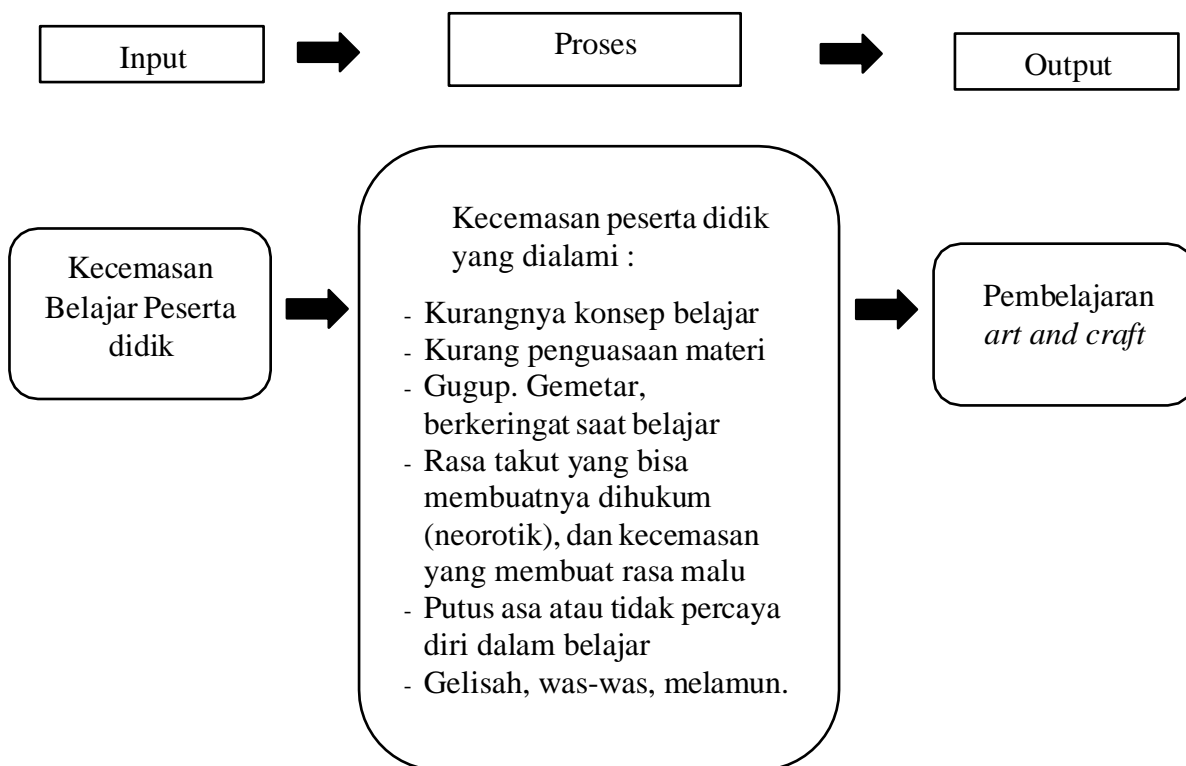 Input
Proses
Output
Kecemasan
Belajar Peserta
didik
Kecemasan peserta didik
yang dialami :
- Kurangnya konsep belajar
- Kurang penguasaan materi
- Gugup. Gemetar,
berkeringat saat belajar
- Rasa takut yang bisa
membuatnya dihukum
(neorotik), dan kecemasan
yang membuat rasa malu
- Putus asa atau tidak percaya
diri dalam belajar
- Gelisah, was-was, melamun.
Pembelajaran
art and craft